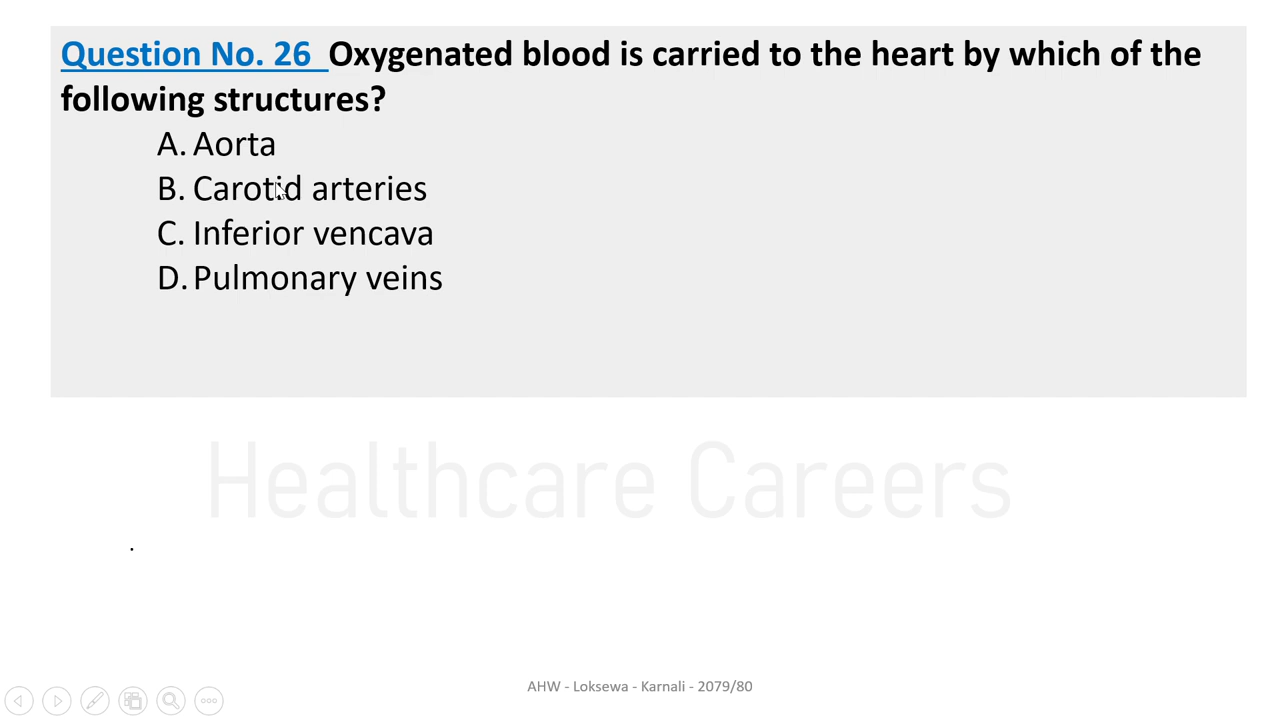 Question No. 26 Oxygenated blood is carried to the heart by which of the
following structures?
A. Aorta
B. Carotid arteries
C. Inferior vencava
D. Pulmonary veins
Healthcare Careers
.
AHW - Loksewa - Karnali - 2079/80